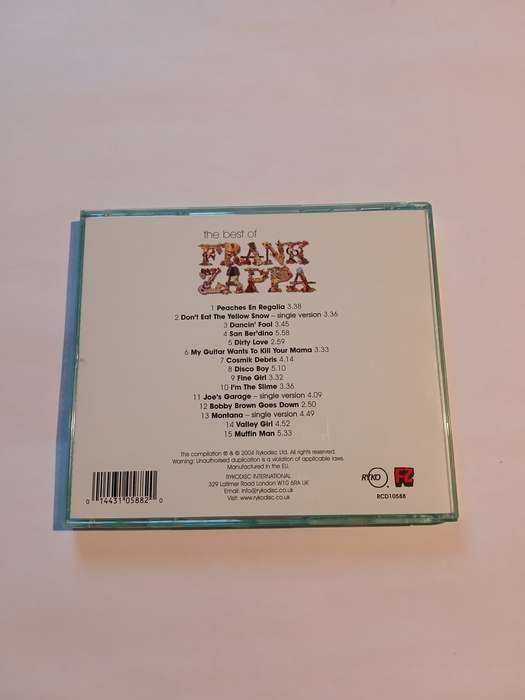 the best of
FRANK
ZAPPA
1 Peaches En Regalia 3.38
2 Don't Eat The Yellow Snow – single version 3.36
3 Dancin' Fool 3.45
4 San Ber'dino 5.58
5 Dirty Love 2.59
6 My Guitar Wants To Kill Your Mama 3.33
7 Cosmik Debris 4.14
8 Disco Boy 5.10
9 Fine Girl 3.32
10 I'm The Slime 3.36
11 Joe's Garage – single version 4.09
12 Bobby Brown Goes Down 2.50
13 Montana – single version 4.49
14 Valley Girl 4.52
15 Muffin Man 5.33
This compilation ℗ & © 2004 Rykodisc Ltd. All rights reserved.
Warning: Unauthorised duplication is a violation of applicable laws.
Manufactured in the EU.
RYKODISC INTERNATIONAL
329 Latimer Road London W10 6RA UK
Email: info@rykodisc.co.uk
Visit: www.rykodisc.co.uk
0 14431 05882 0
RYKO
FZ
RCD10588